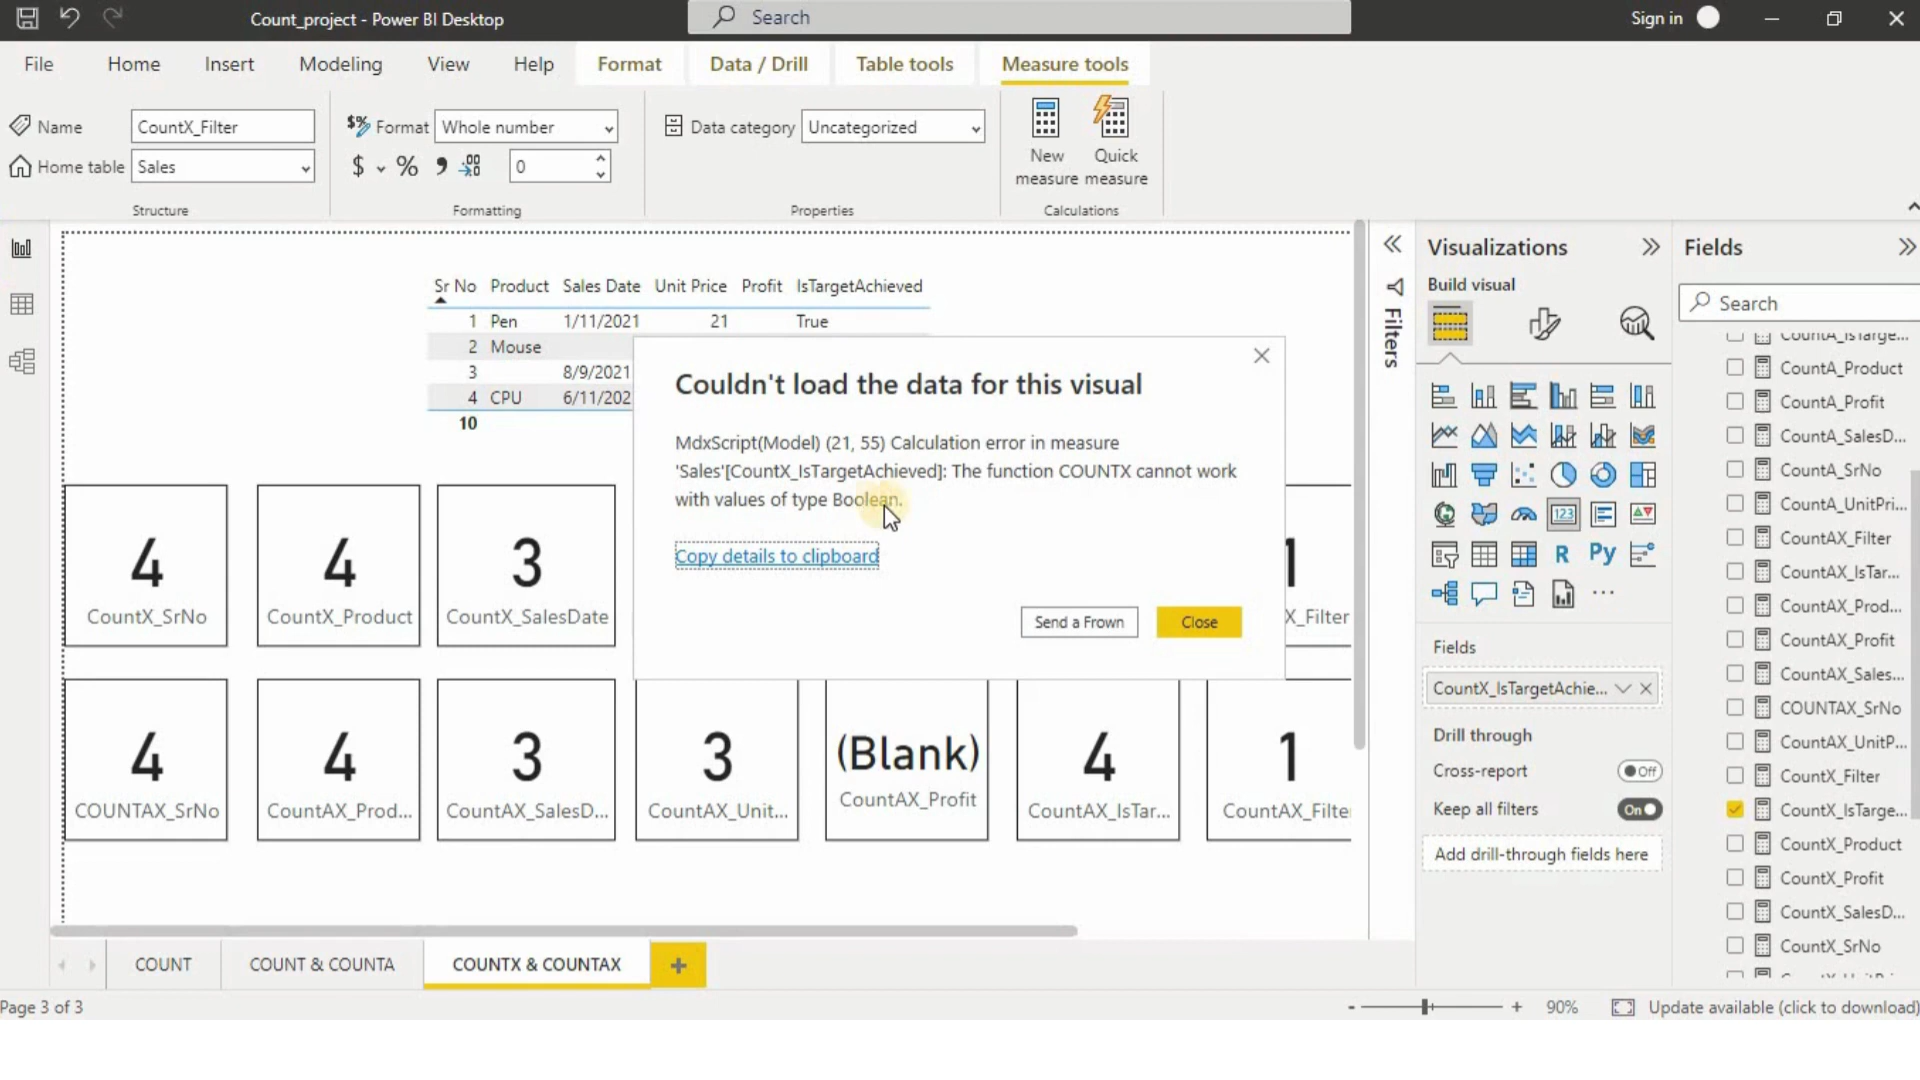 Count_project - Power BI Desktop
Search
Sign in
File Home Insert Modeling View Help Format Data / Drill Table tools Measure tools
Name CountX_Filter
Format Whole number
Data category Uncategorized
Home table Sales
$ % 0
New measure
Quick measure
Structure Formatting Properties Calculations
Sr No Product Sales Date Unit Price Profit IsTargetAchieved
1 Pen 1/11/2021 21 True
2 Mouse
3 8/9/2021
4 CPU 6/11/202
10
Couldn't load the data for this visual
MdxScript(Model) (21, 55) Calculation error in measure
'Sales'[CountX_IsTargetAchieved]: The function COUNTX cannot work
with values of type Boolean.
Copy details to clipboard
Send a Frown Close
4 4 3 1
CountX_SrNo CountX_Product CountX_SalesDate X_Filter
4 4 3 3 (Blank) 4 1
COUNTAX_SrNo CountAX_Prod... CountAX_SalesD... CountAX_Unit... CountAX_Profit CountAX_IsTar... CountAX_Filte
Filters
Visualizations
Build visual
123
R Py
...
Fields
CountX_IsTargetAchie...
Drill through
Cross-report Off
Keep all filters On
Add drill-through fields here
Fields
Search
CountA_IsTarge...
CountA_Product
CountA_Profit
CountA_SalesD...
CountA_SrNo
CountA_UnitPri...
CountAX_Filter
CountAX_IsTar...
CountAX_Prod...
CountAX_Profit
CountAX_Sales...
COUNTAX_SrNo
CountAX_UnitP...
CountX_Filter
CountX_IsTarge...
CountX_Product
CountX_Profit
CountX_SalesD...
CountX_SrNo
COUNT COUNT & COUNTA COUNTX & COUNTAX +
Page 3 of 3
- + 90% Update available (click to download)